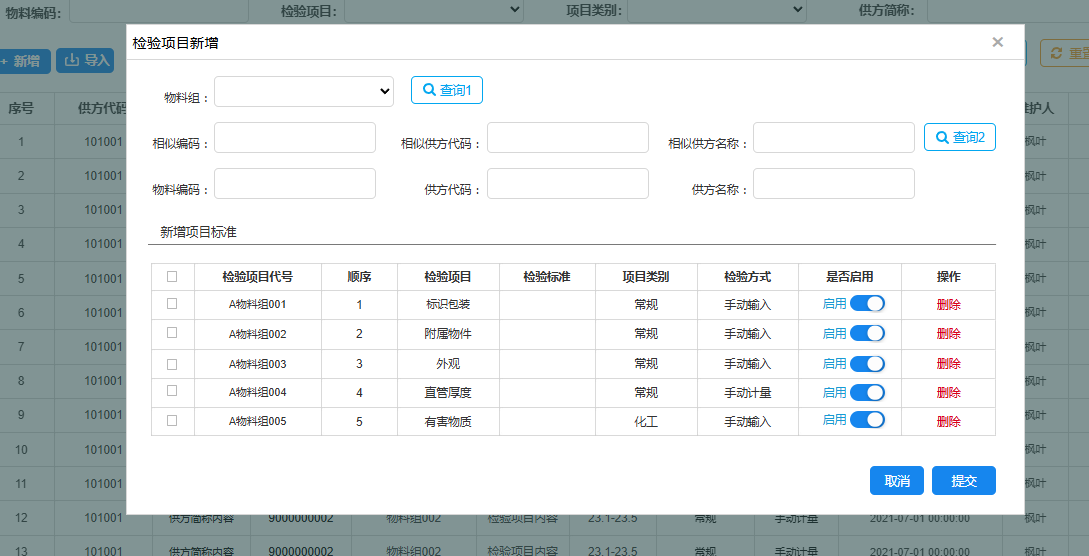 物料编码： 检验项目： 项目类别： 供方简称：
检验项目新增 ×
+ 新增 导入
物料组： 查询1
序号 供方代码 维护人
相似编码： 相似供方代码： 相似供方名称： 查询2
1 101001 枫叶
2 101001 枫叶
物料编码： 供方代码： 供方名称：
3 101001 枫叶
新增项目标准
4 101001 枫叶
检验项目代号 顺序 检验项目 检验标准 项目类别 检验方式 是否启用 操作
5 101001 枫叶
A物料组001 1 标识包装 常规 手动输入 启用 删除
6 101001 枫叶
A物料组002 2 附属物件 常规 手动输入 启用 删除
7 101001 枫叶
A物料组003 3 外观 常规 手动输入 启用 删除
8 101001 枫叶
A物料组004 4 直管厚度 常规 手动计量 启用 删除
9 101001 枫叶
A物料组005 5 有害物质 化工 手动输入 启用 删除
10 101001 枫叶
取消 提交
11 101001 枫叶
12 101001 供方简称内容 9000000002 物料组002 检验项目内容 23.1-23.5 常规 手动计量 2021-07-01 00:00:00 枫叶
13 101001 供方简称内容 9000000002 物料组002 检验项目内容 23.1-23.5 常规 手动计量 2021-07-01 00:00:00 枫叶